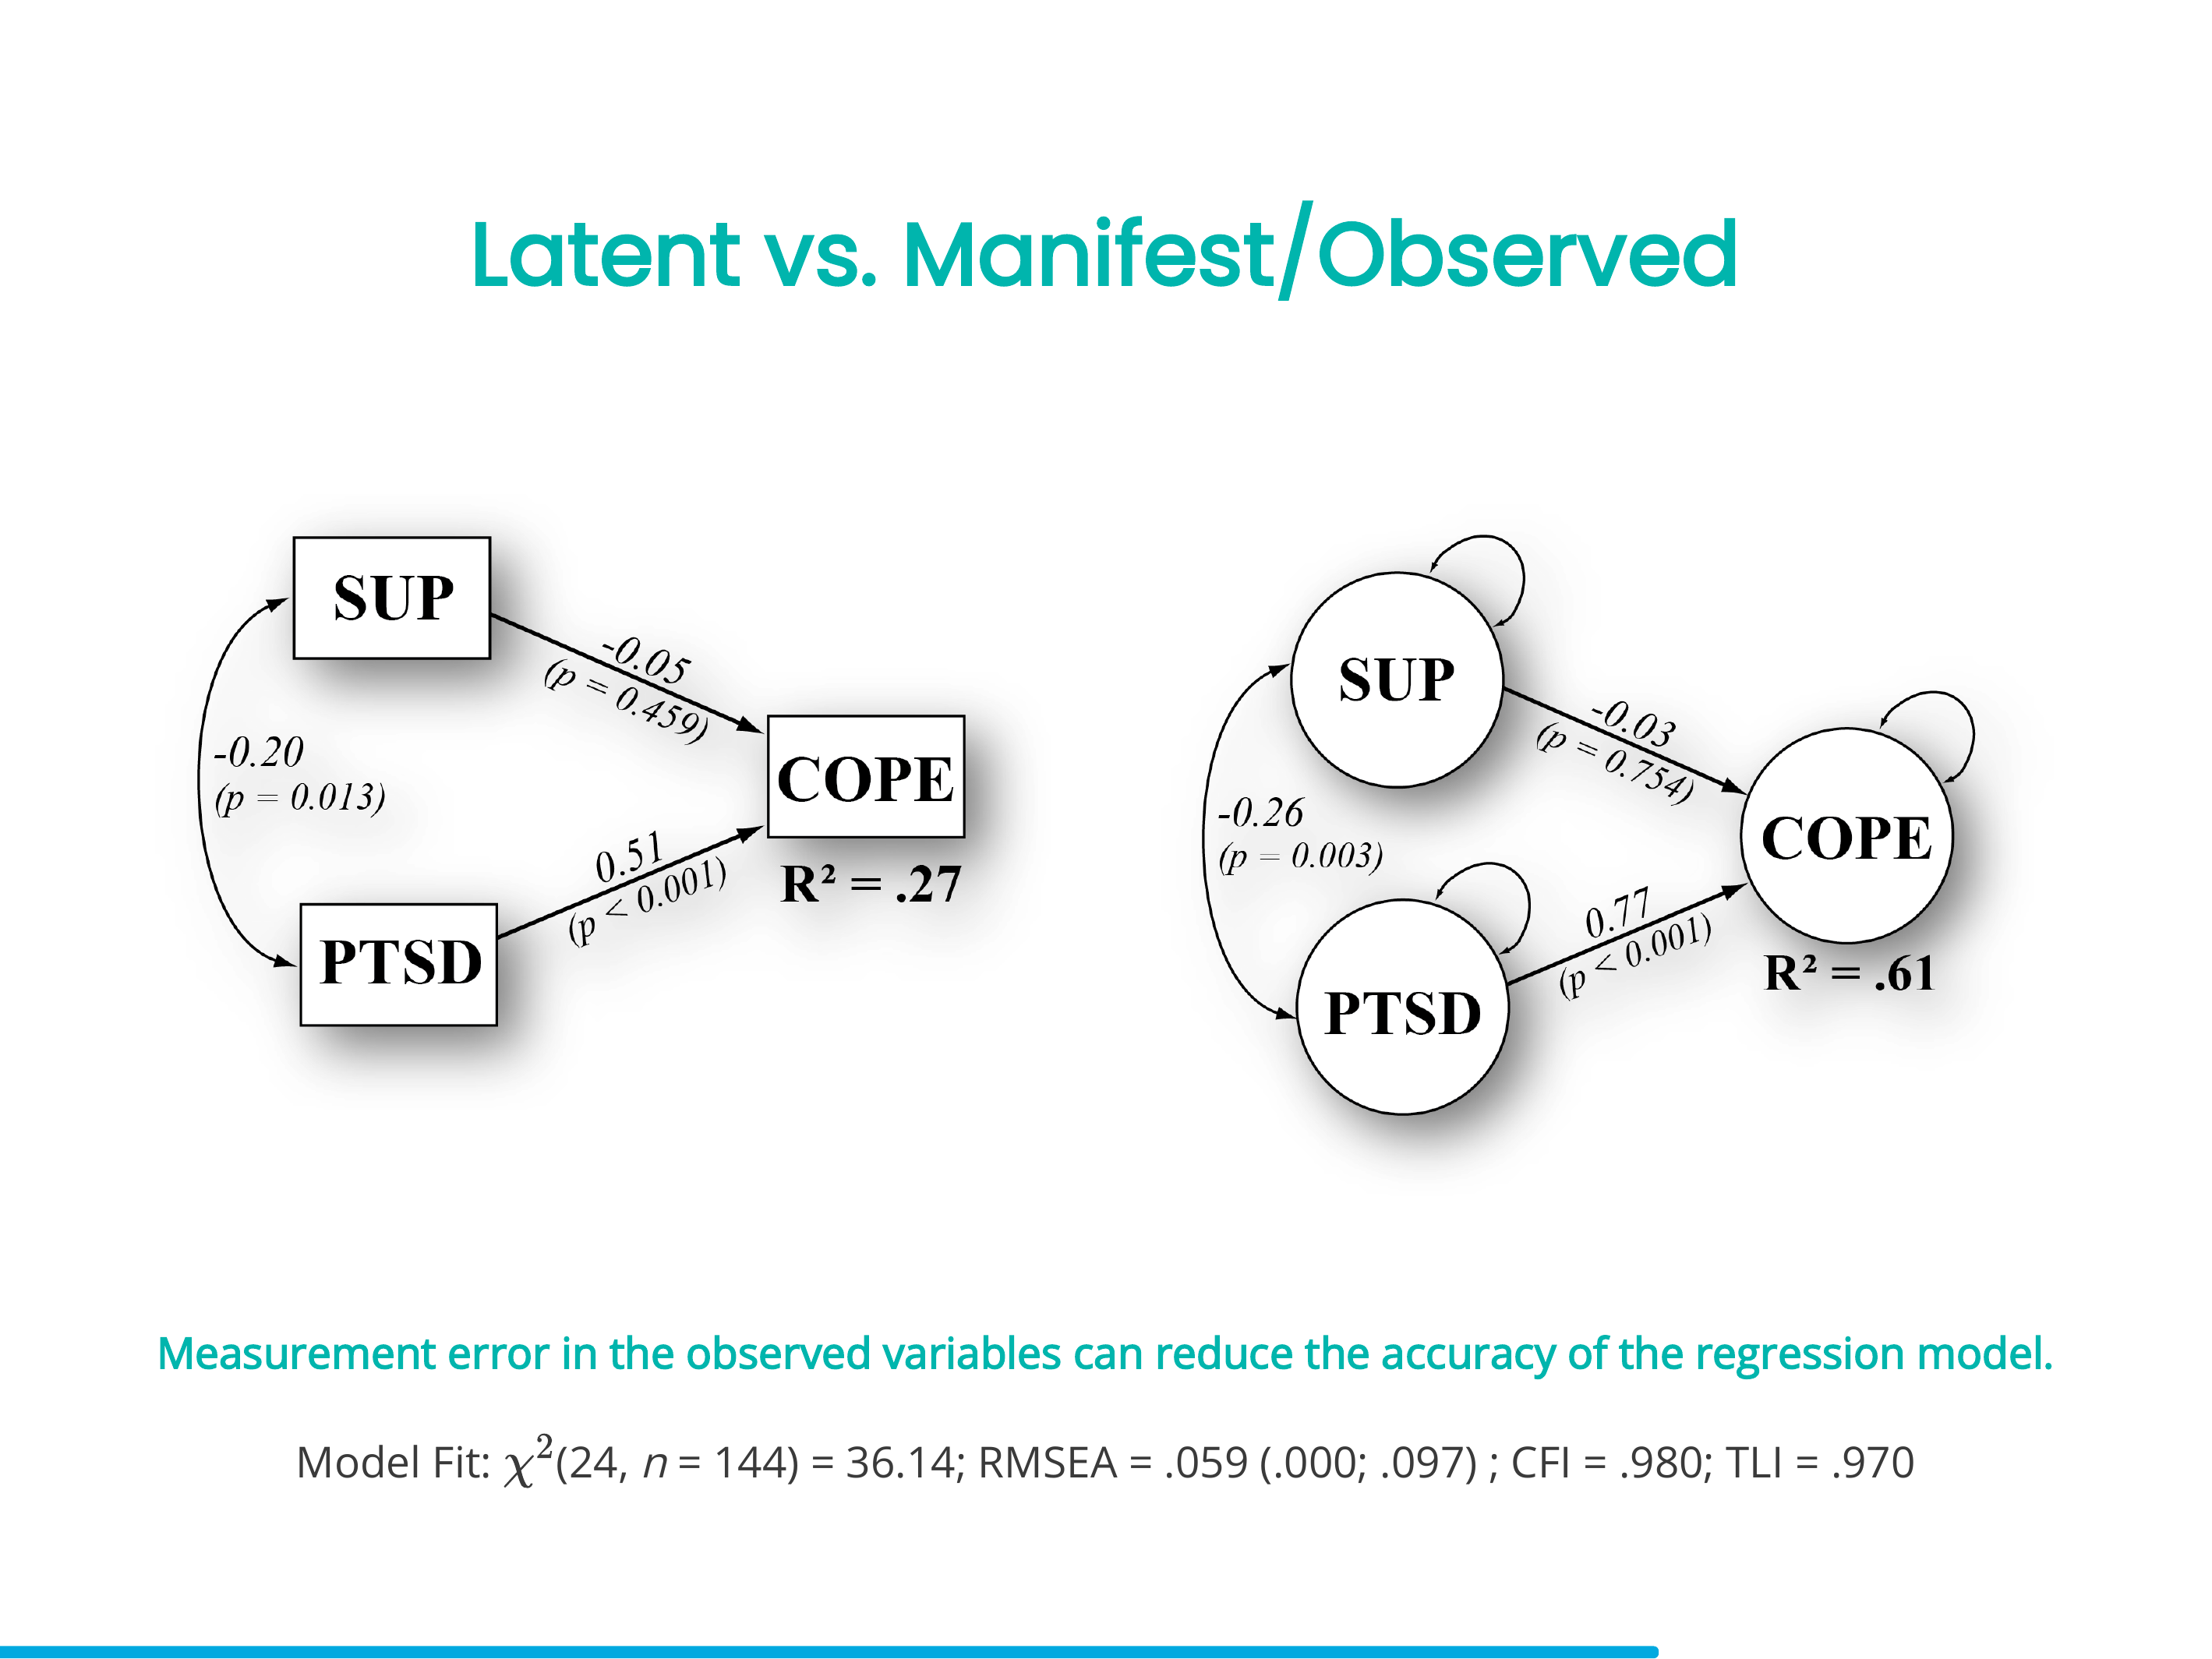 Latent vs. Manifest/Observed
SUP
-0.05
(p = 0.459)
-0.20
(p = 0.013)
COPE
0.51
(p < 0.001)
R² = .27
PTSD
SUP
-0.03
(p = 0.754)
-0.26
(p = 0.003)
COPE
0.77
(p < 0.001)
R² = .61
PTSD
Measurement error in the observed variables can reduce the accuracy of the regression model.
Model Fit: χ²(24, n = 144) = 36.14; RMSEA = .059 (.000; .097) ; CFI = .980; TLI = .970